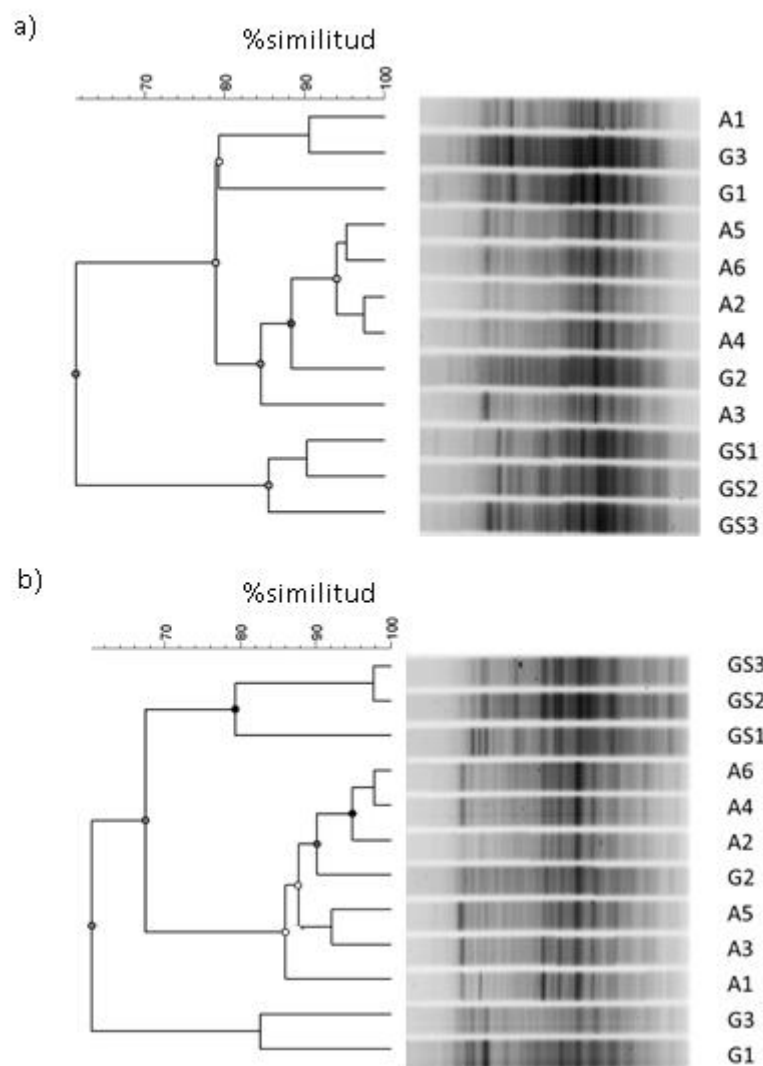 a)
%similitud
70
80
90
100
A1
G3
G1
A5
A6
A2
A4
G2
A3
GS1
GS2
GS3
b)
%similitud
70
80
90
100
GS3
GS2
GS1
A6
A4
A2
G2
A5
A3
A1
G3
G1